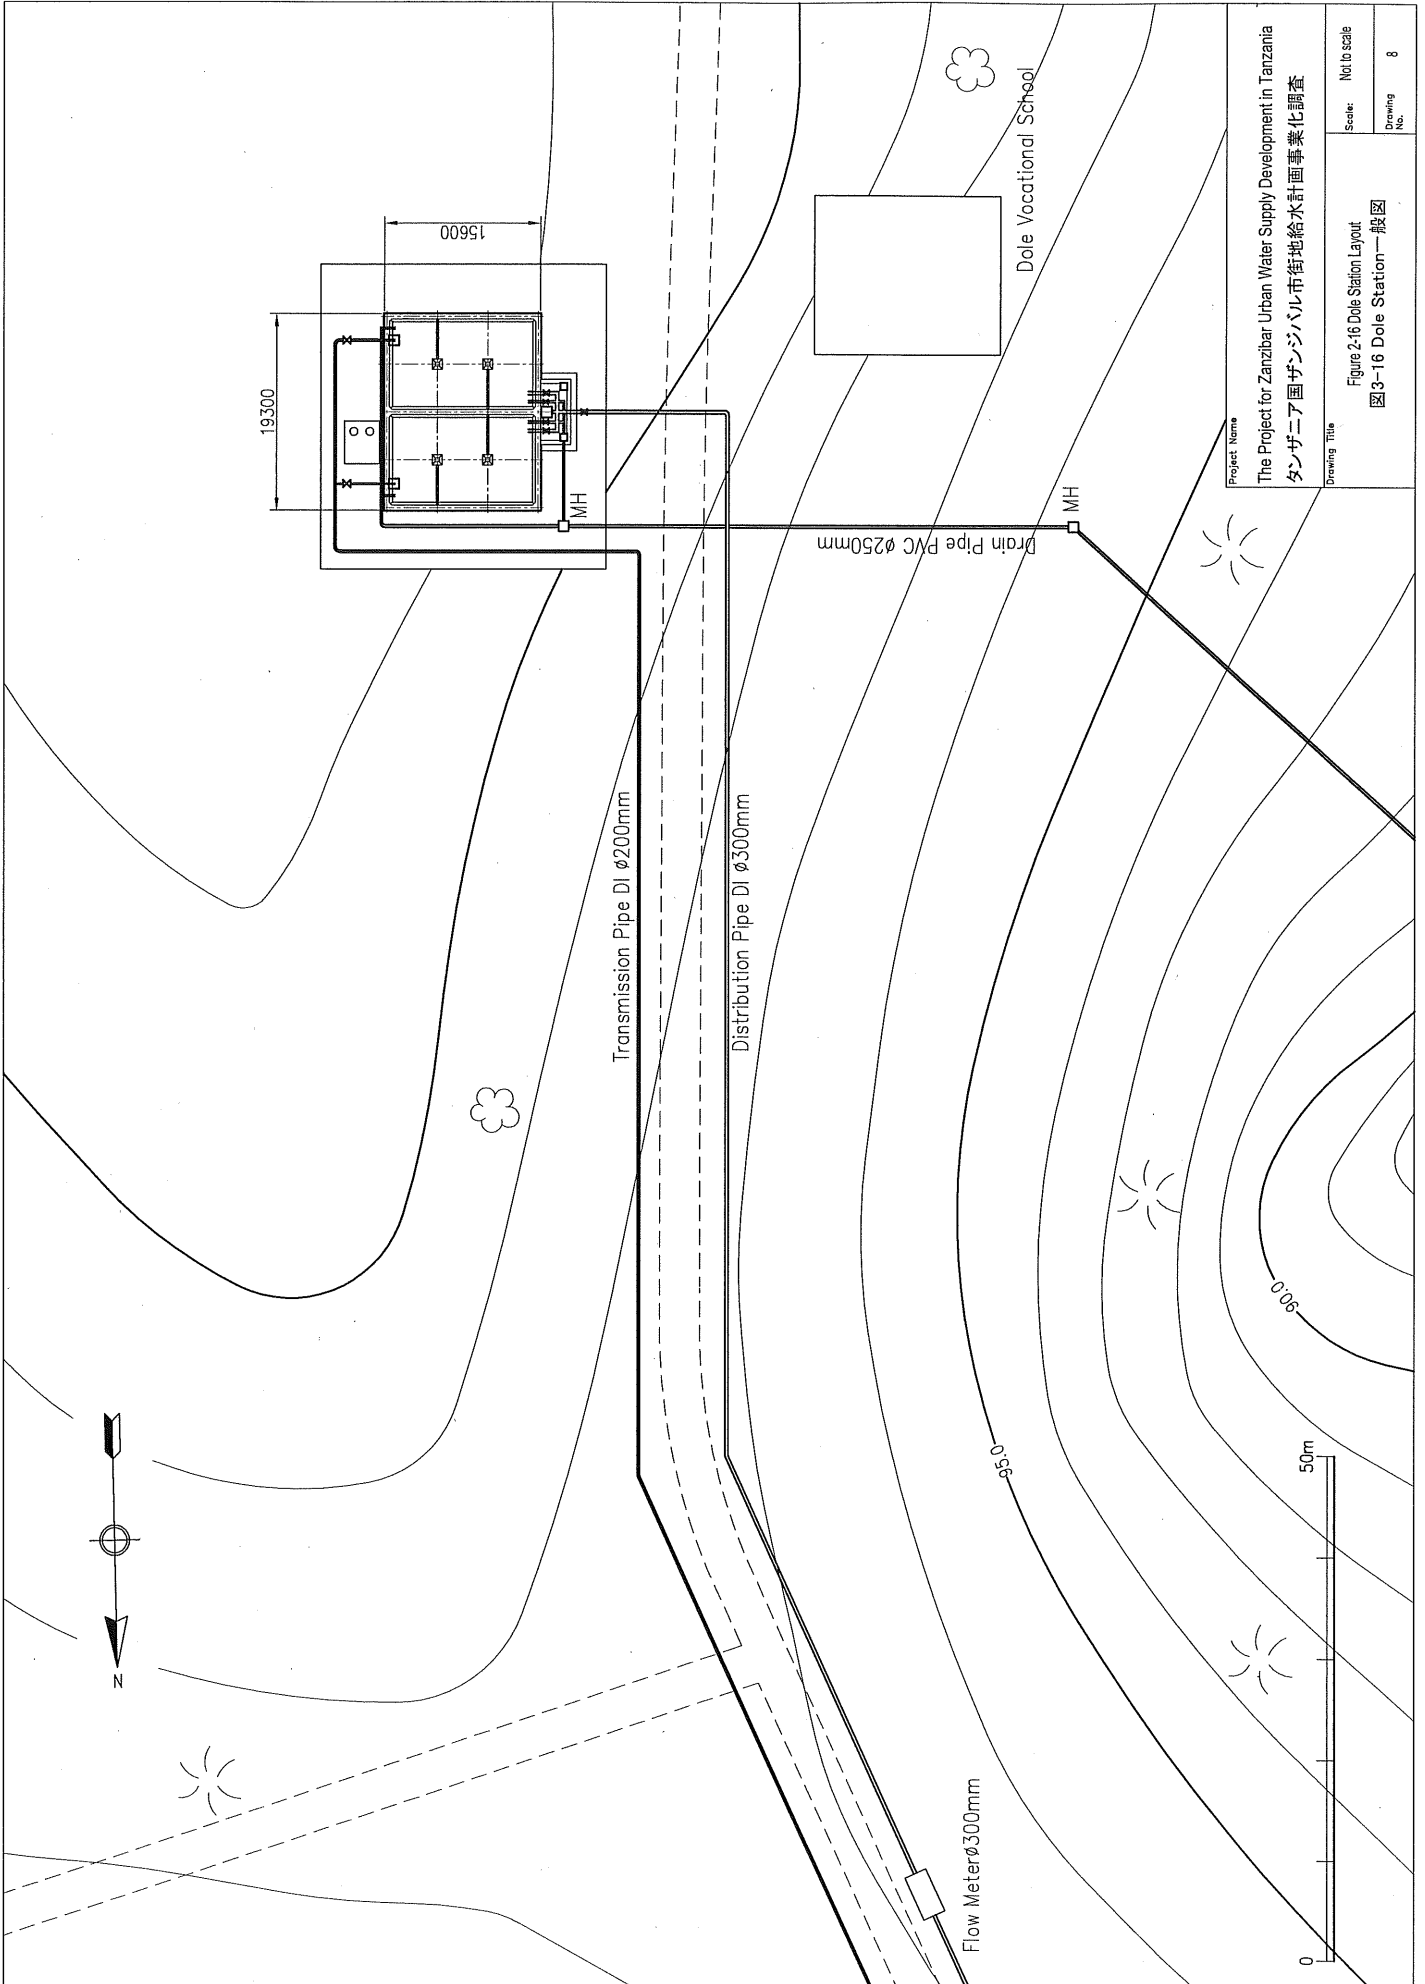 19300
15600
MH
MH
Drain Pipe PVC ø250mm
Dole Vocational School
Transmission Pipe DI ø200mm
Distribution Pipe DI ø300mm
N
95.0
90.0
Flow Meterø300mm
0
50m
Project Name
The Project for Zanzibar Urban Water Supply Development in Tanzania
タンザニア国ザンジバル市街地給水計画事業化調査
Drawing Title
Figure 2-16 Dole Station Layout
図3-16 Dole Station一般図
Scale: Not to scale
Drawing No. 8